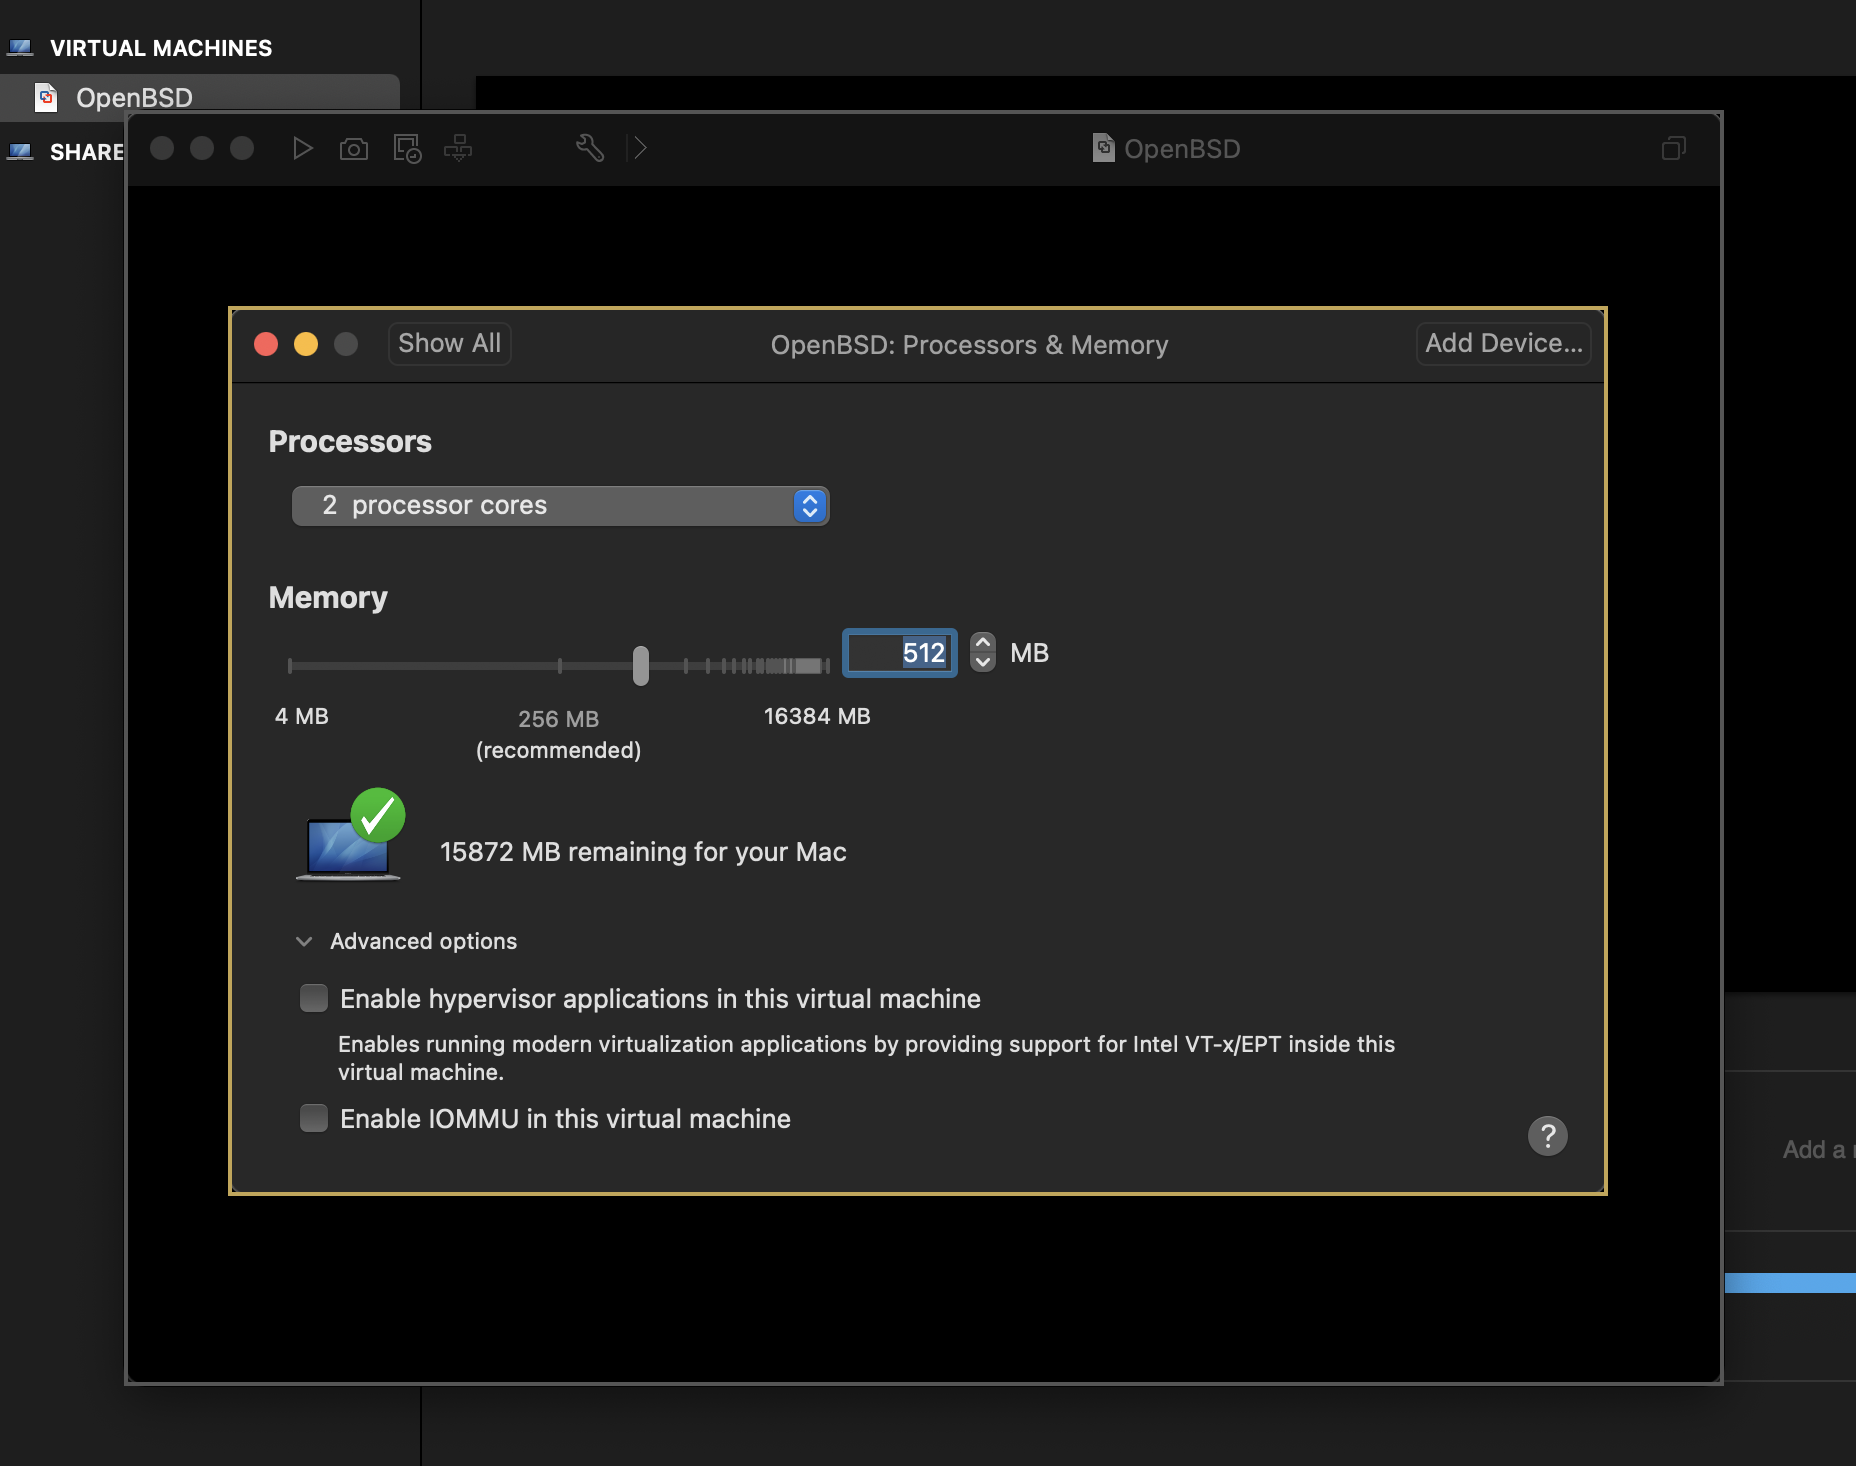 VIRTUAL MACHINES
OpenBSD
SHARE
OpenBSD
Show All
OpenBSD: Processors & Memory
Add Device...
Processors
2 processor cores
Memory
512 MB
4 MB
256 MB
16384 MB
(recommended)
15872 MB remaining for your Mac
Advanced options
Enable hypervisor applications in this virtual machine
Enables running modern virtualization applications by providing support for Intel VT-x/EPT inside this
virtual machine.
Enable IOMMU in this virtual machine
?
Add a